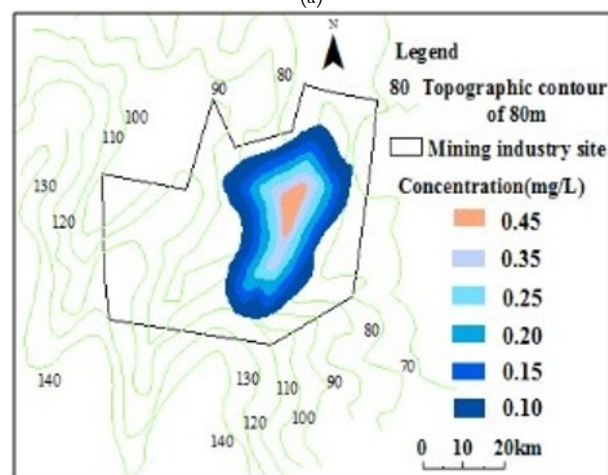 (a)
N
Legend
80 Topographic contour
of 80m
Mining industry site
Concentration(mg/L)
0.45
0.35
0.25
0.20
0.15
0.10
0 10 20km
80
90
100
110
130
120
80
70
140
130
110
90
120
100
140